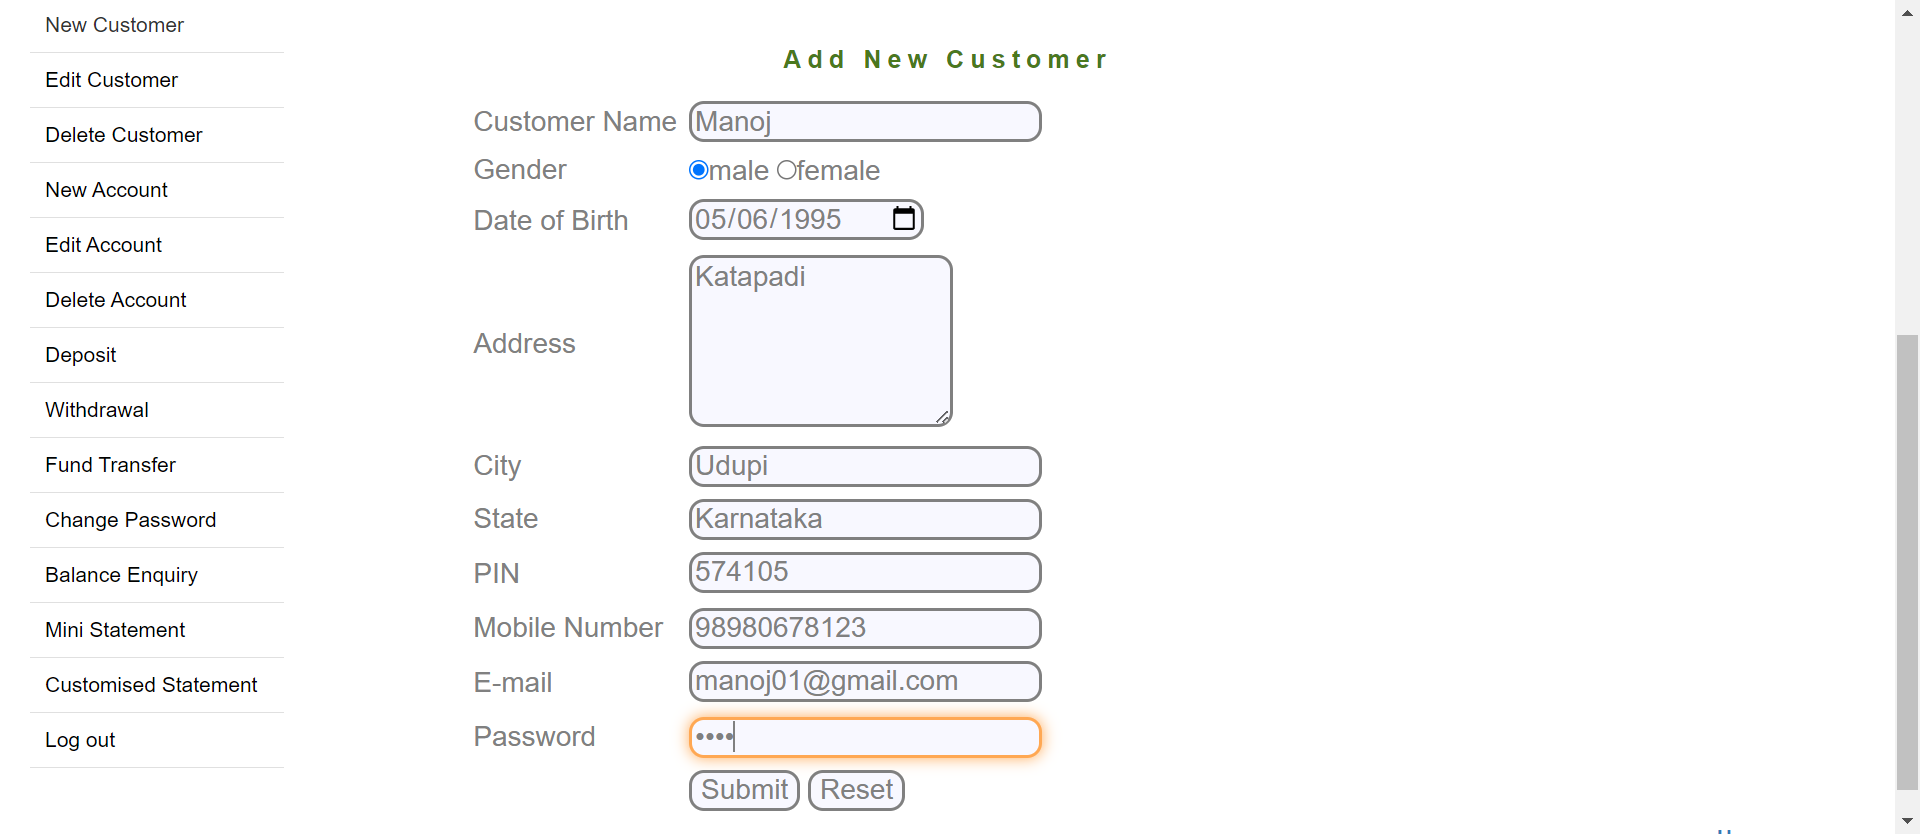 New Customer
Edit Customer
Delete Customer
New Account
Edit Account
Delete Account
Deposit
Withdrawal
Fund Transfer
Change Password
Balance Enquiry
Mini Statement
Customised Statement
Log out
Add New Customer
Customer Name Manoj
Gender male female
Date of Birth 05/06/1995
Address Katapadi
City Udupi
State Karnataka
PIN 574105
Mobile Number 98980678123
E-mail manoj01@gmail.com
Password ••••
Submit Reset